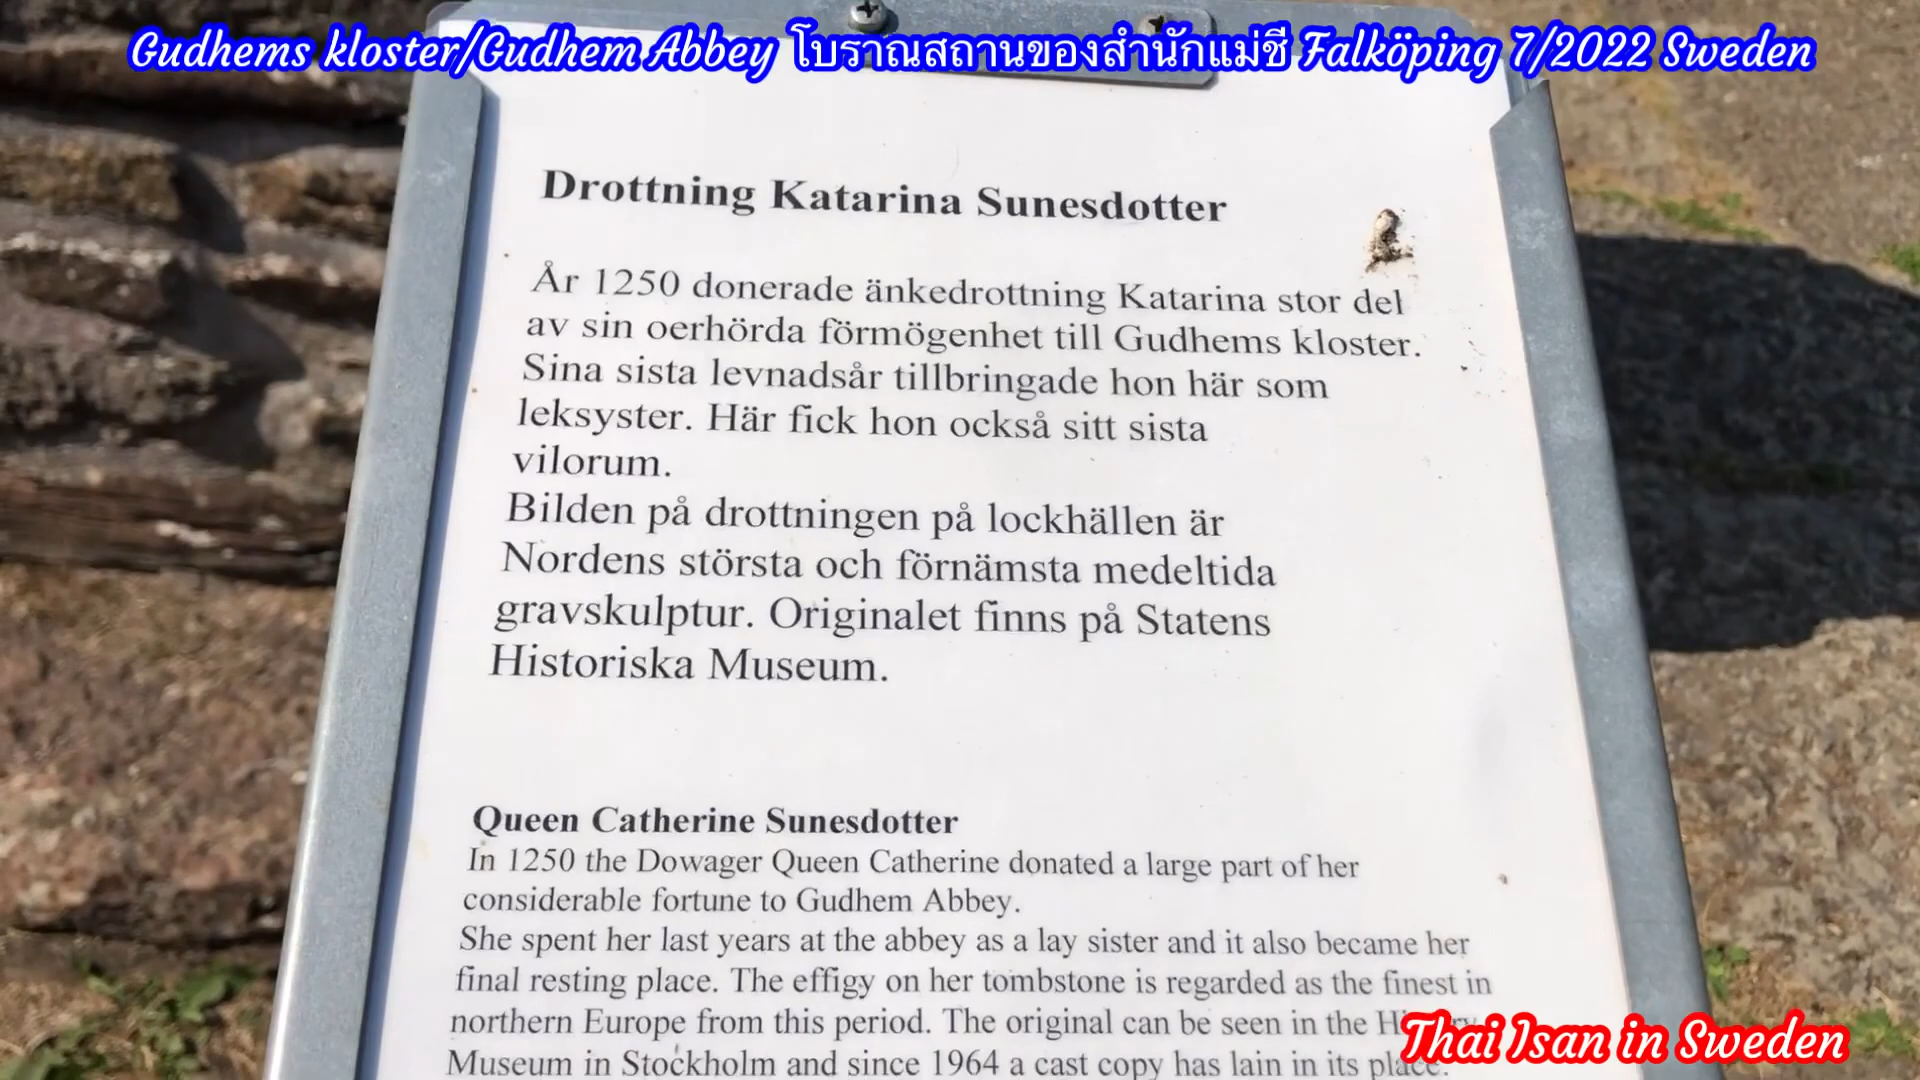 Gudhems kloster/Gudhem Abbey โบราณสถานของสำนักแม่ชี Falköping 7/2022 Sweden
Drottning Katarina Sunesdotter
År 1250 donerade änkedrottning Katarina stor del
av sin oerhörda förmögenhet till Gudhems kloster.
Sina sista levnadsår tillbringade hon här som
leksyster. Här fick hon också sitt sista
vilorum.
Bilden på drottningen på lockhällen är
Nordens största och förnämsta medeltida
gravskulptur. Originalet finns på Statens
Historiska Museum.
Queen Catherine Sunesdotter
In 1250 the Dowager Queen Catherine donated a large part of her
considerable fortune to Gudhem Abbey.
She spent her last years at the abbey as a lay sister and it also became her
final resting place. The effigy on her tombstone is regarded as the finest in
northern Europe from this period. The original can be seen in the
Museum in Stockholm and since 1964 a cast copy has lain in its place.
Thai Isan in Sweden